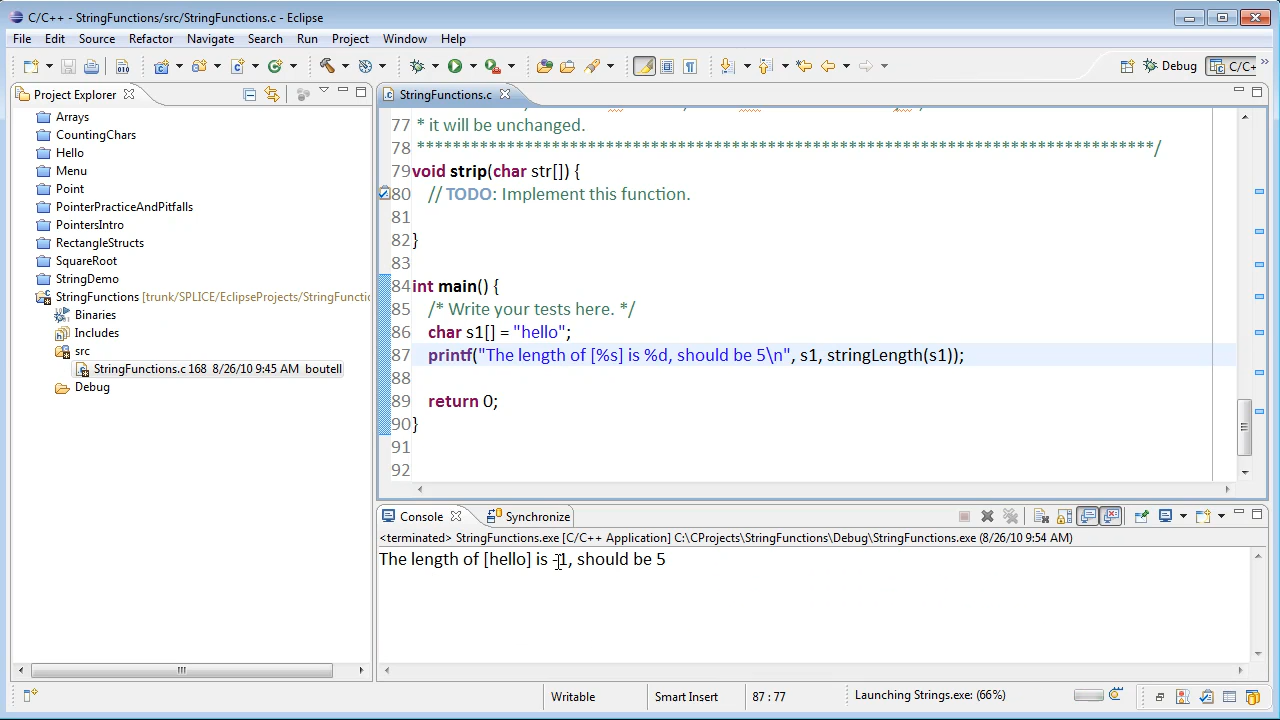 C/C++ - StringFunctions/src/StringFunctions.c - Eclipse
File Edit Source Refactor Navigate Search Run Project Window Help
Debug C/C++
Project Explorer
StringFunctions.c
Arrays
CountingChars
Hello
Menu
Point
PointerPracticeAndPitfalls
PointersIntro
RectangleStructs
SquareRoot
StringDemo
StringFunctions [trunk/SPLICE/EclipseProjects/StringFunctio
Binaries
Includes
src
StringFunctions.c 168 8/26/10 9:45 AM boutell
Debug
77 * it will be unchanged.
78 ***********************************************************************************/
79 void strip(char str[]) {
80 // TODO: Implement this function.
81
82 }
83
84 int main() {
85 /* Write your tests here. */
86 char s1[] = "hello";
87 printf("The length of [%s] is %d, should be 5\n", s1, stringLength(s1));
88
89 return 0;
90 }
91
92
Console Synchronize
<terminated> StringFunctions.exe [C/C++ Application] C:\CProjects\StringFunctions\Debug\StringFunctions.exe (8/26/10 9:54 AM)
The length of [hello] is -1, should be 5
Writable Smart Insert 87 : 77 Launching Strings.exe: (66%)